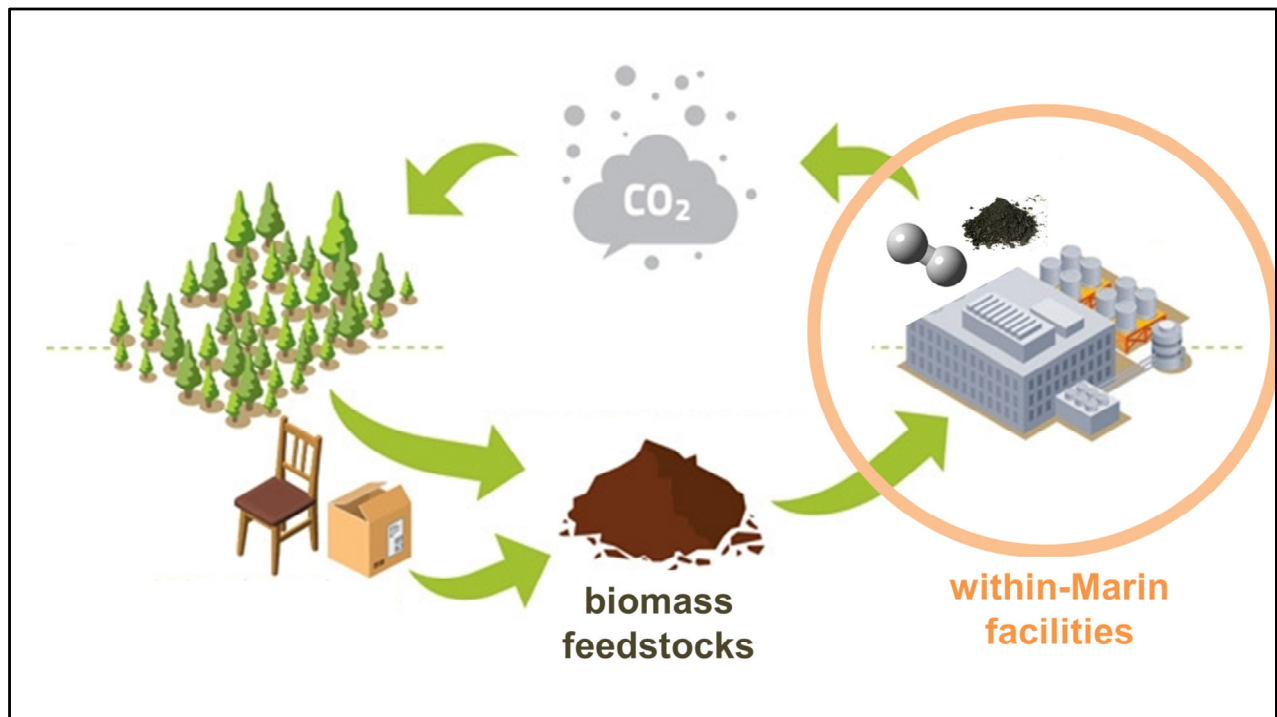 CO₂
biomass
feedstocks
within-Marin
facilities